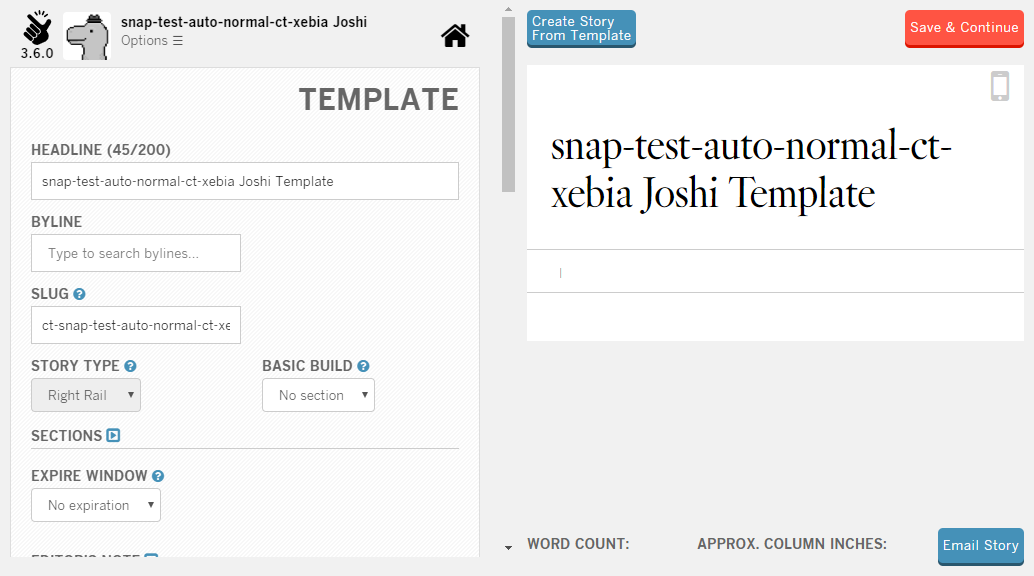 3.6.0
snap-test-auto-normal-ct-xebia Joshi
Options ☰
TEMPLATE
HEADLINE (45/200)
snap-test-auto-normal-ct-xebia Joshi Template
BYLINE
Type to search bylines...
SLUG ?
ct-snap-test-auto-normal-ct-xe
STORY TYPE ? BASIC BUILD ?
Right Rail No section
SECTIONS
EXPIRE WINDOW ?
No expiration
EDITOR'S NOTE
Create Story
From Template
Save & Continue
snap-test-auto-normal-ct-
xebia Joshi Template
|
WORD COUNT: APPROX. COLUMN INCHES:
Email Story